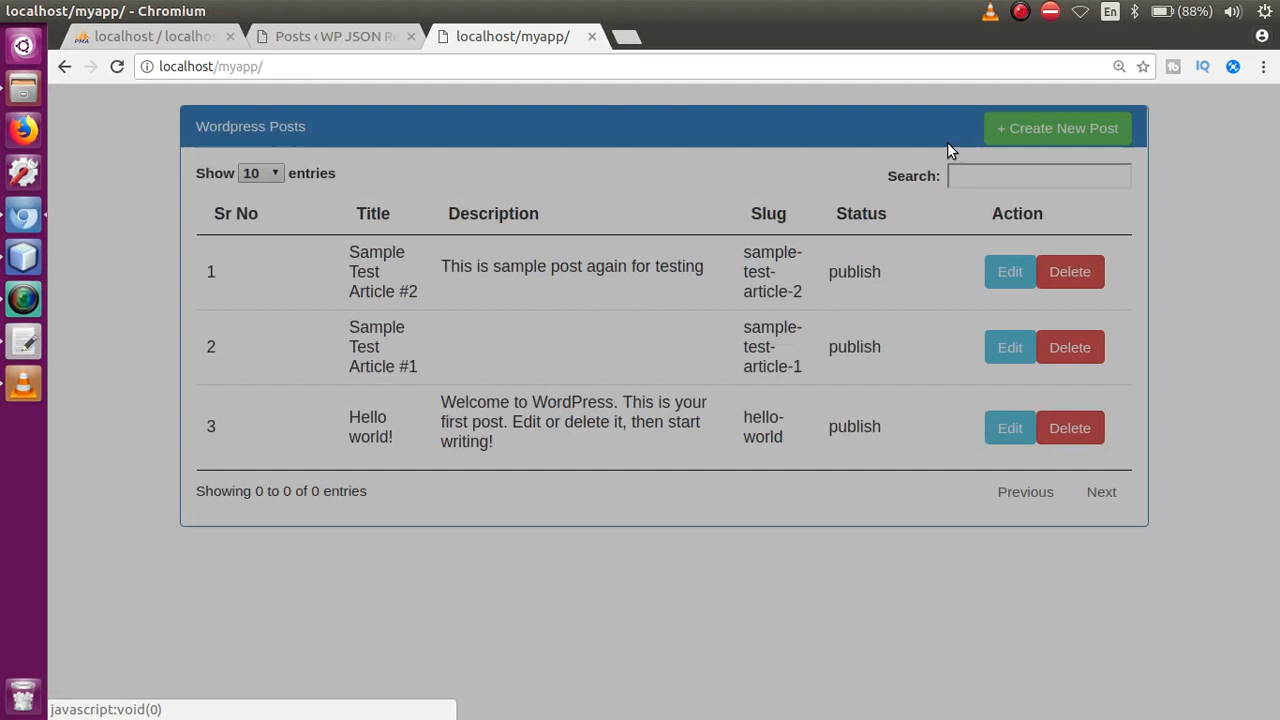 localhost/myapp/ - Chromium
En
(88%)
localhost / localhos
Posts ‹ WP JSON R
localhost/myapp/
localhost/myapp/
IQ
Wordpress Posts
+ Create New Post
Show 10 entries
Search:
Sr No Title Description Slug Status Action
1
Sample
Test
Article #2
This is sample post again for testing
sample-
test-
article-2
publish
Edit Delete
2
Sample
Test
Article #1
sample-
test-
article-1
publish
Edit Delete
3
Hello
world!
Welcome to WordPress. This is your
first post. Edit or delete it, then start
writing!
hello-
world
publish
Edit Delete
Showing 0 to 0 of 0 entries
Previous Next
javascript:void(0)